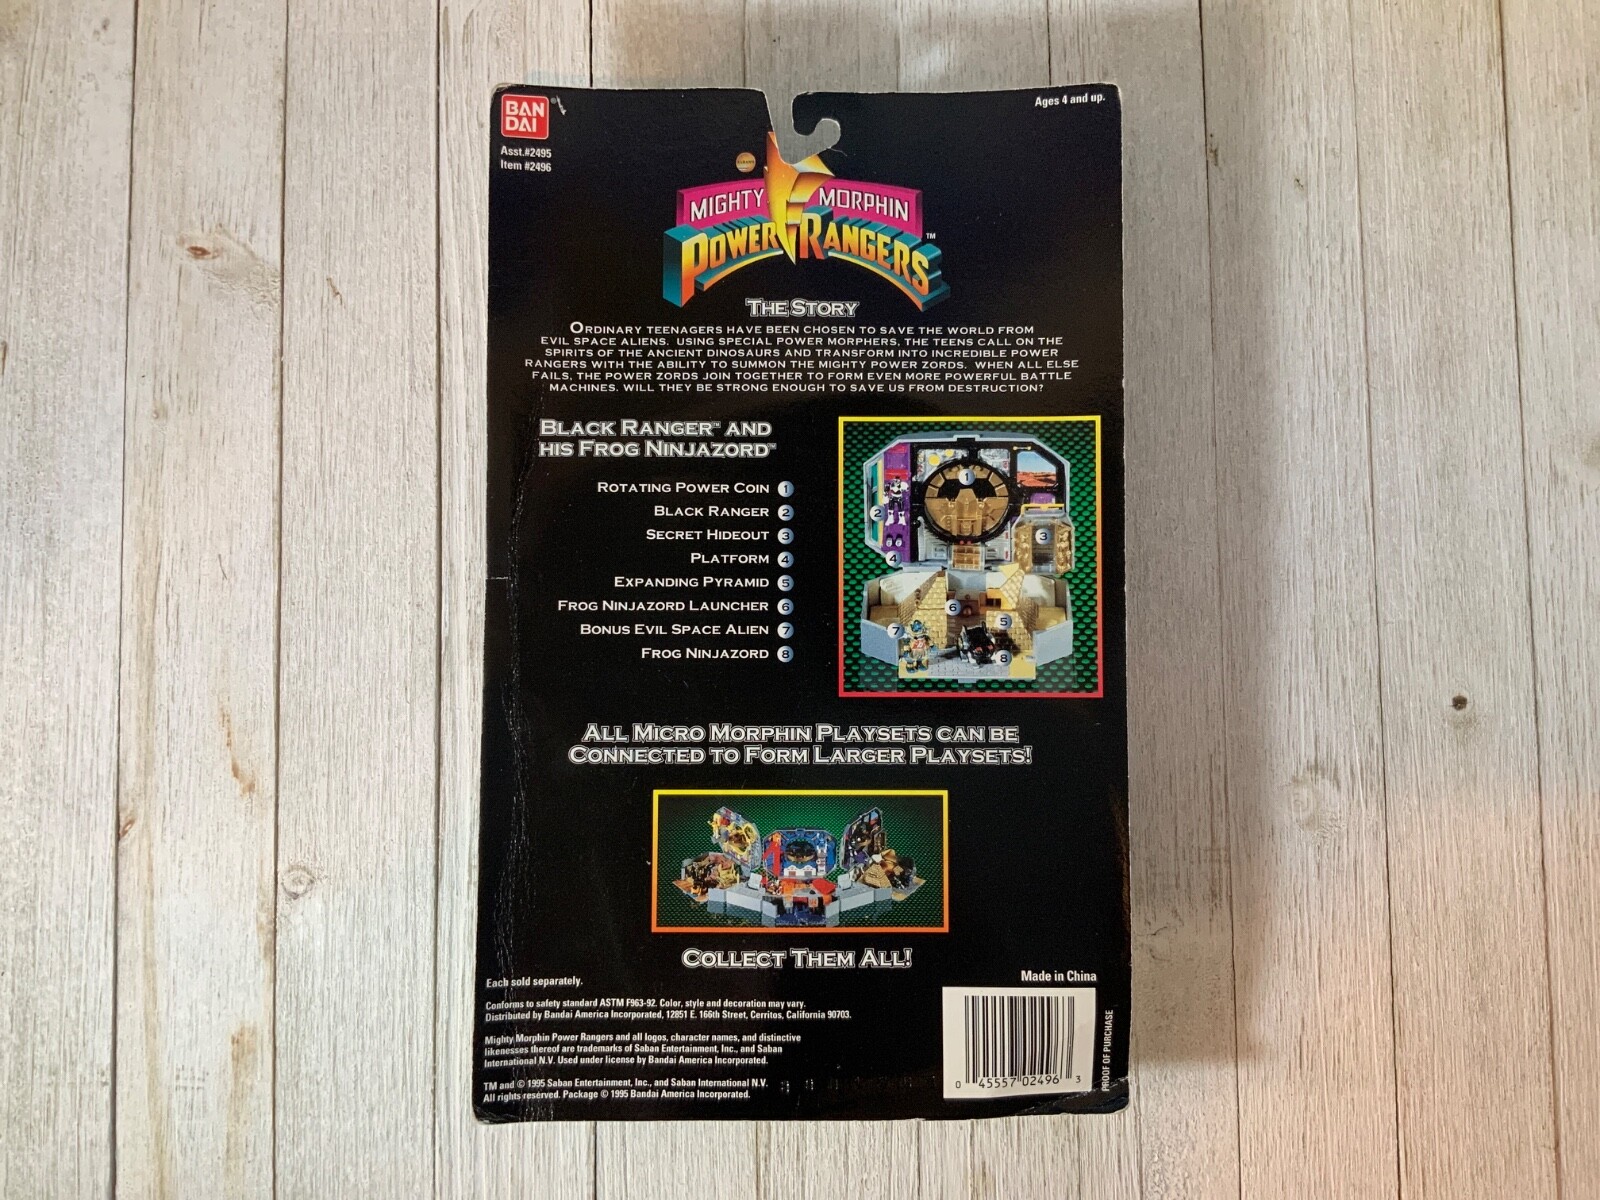 BAN
DAI
®
Asst.#2495
Item #2496
Ages 4 and up.
SABAN
MIGHTY MORPHIN
POWER RANGERS™
THE STORY
ORDINARY TEENAGERS HAVE BEEN CHOSEN TO SAVE THE WORLD FROM
EVIL SPACE ALIENS. USING SPECIAL POWER MORPHERS, THE TEENS CALL ON THE
SPIRITS OF THE ANCIENT DINOSAURS AND TRANSFORM INTO INCREDIBLE POWER
RANGERS WITH THE ABILITY TO SUMMON THE MIGHTY POWER ZORDS. WHEN ALL ELSE
FAILS, THE POWER ZORDS JOIN TOGETHER TO FORM EVEN MORE POWERFUL BATTLE
MACHINES. WILL THEY BE STRONG ENOUGH TO SAVE US FROM DESTRUCTION?
BLACK RANGER™ AND
HIS FROG NINJAZORD™
ROTATING POWER COIN 1
BLACK RANGER 2
SECRET HIDEOUT 3
PLATFORM 4
EXPANDING PYRAMID 5
FROG NINJAZORD LAUNCHER 6
BONUS EVIL SPACE ALIEN 7
FROG NINJAZORD 8
1
2
3
4
6
5
7
8
ALL MICRO MORPHIN PLAYSETS CAN BE
CONNECTED TO FORM LARGER PLAYSETS!
COLLECT THEM ALL!
Each sold separately.
Conforms to safety standard ASTM F963-92. Color, style and decoration may vary.
Distributed by Bandai America Incorporated, 12851 E. 166th Street, Cerritos, California 90703.
Mighty Morphin Power Rangers and all logos, character names, and distinctive
likenesses thereof are trademarks of Saban Entertainment, Inc., and Saban
International N.V. Used under license by Bandai America Incorporated.
TM and © 1995 Saban Entertainment, Inc., and Saban International N.V.
All rights reserved. Package © 1995 Bandai America Incorporated.
Made in China
0 45557 02496 3
PROOF OF PURCHASE